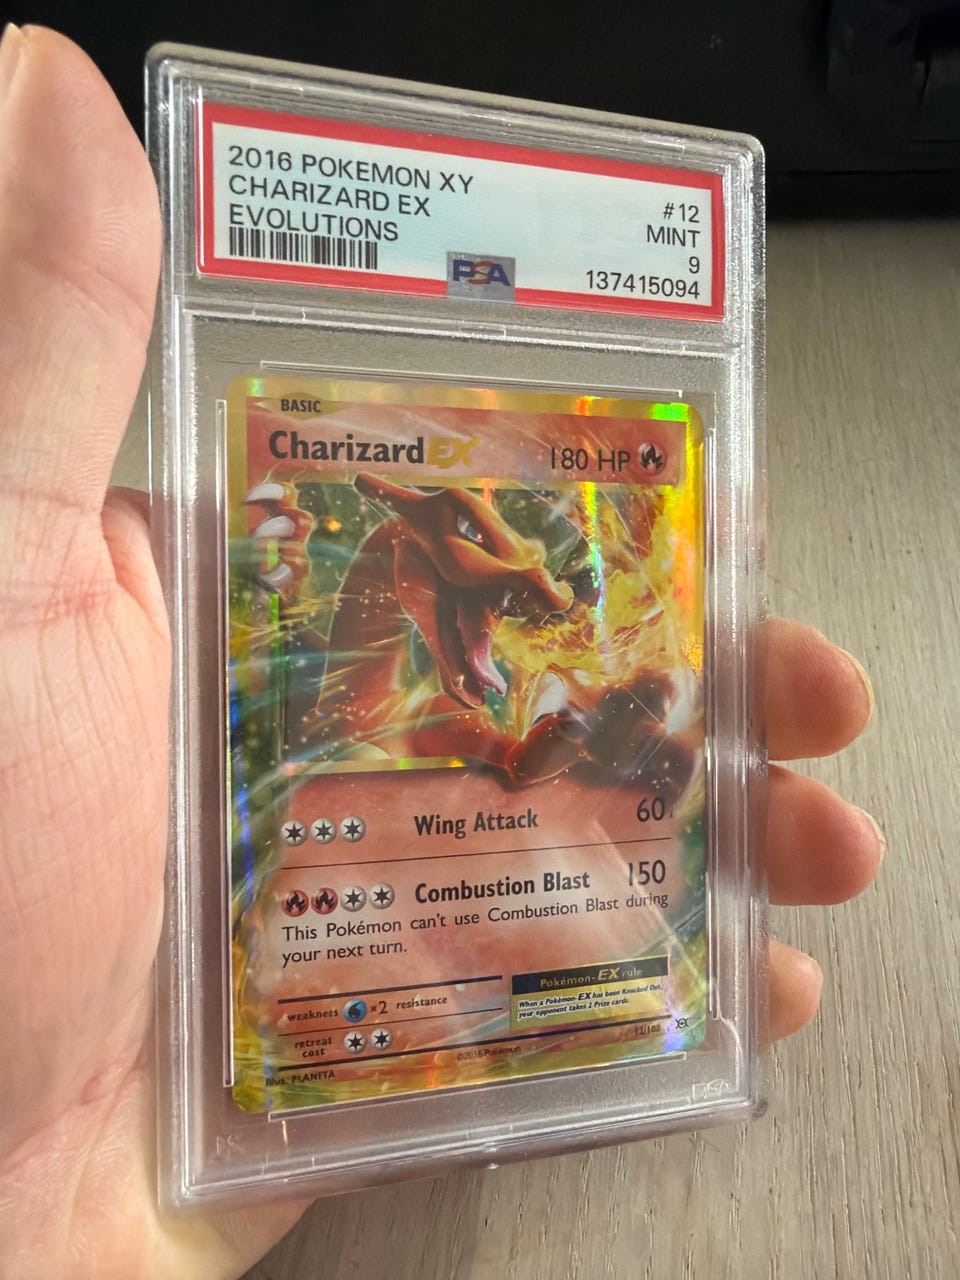 2016 POKEMON XY #12
CHARIZARD EX MINT
EVOLUTIONS 9
PSA 137415094
BASIC
Charizard EX 180 HP
Wing Attack 60
Combustion Blast 150
This Pokémon can't use Combustion Blast during
your next turn.
Pokémon-EX rule
When a Pokémon-EX has been Knocked Out,
your opponent takes 2 Prize cards.
weakness ×2 resistance
retreat
cost
12/108
©2016 Pokémon
Illus. PLANETA
PSA